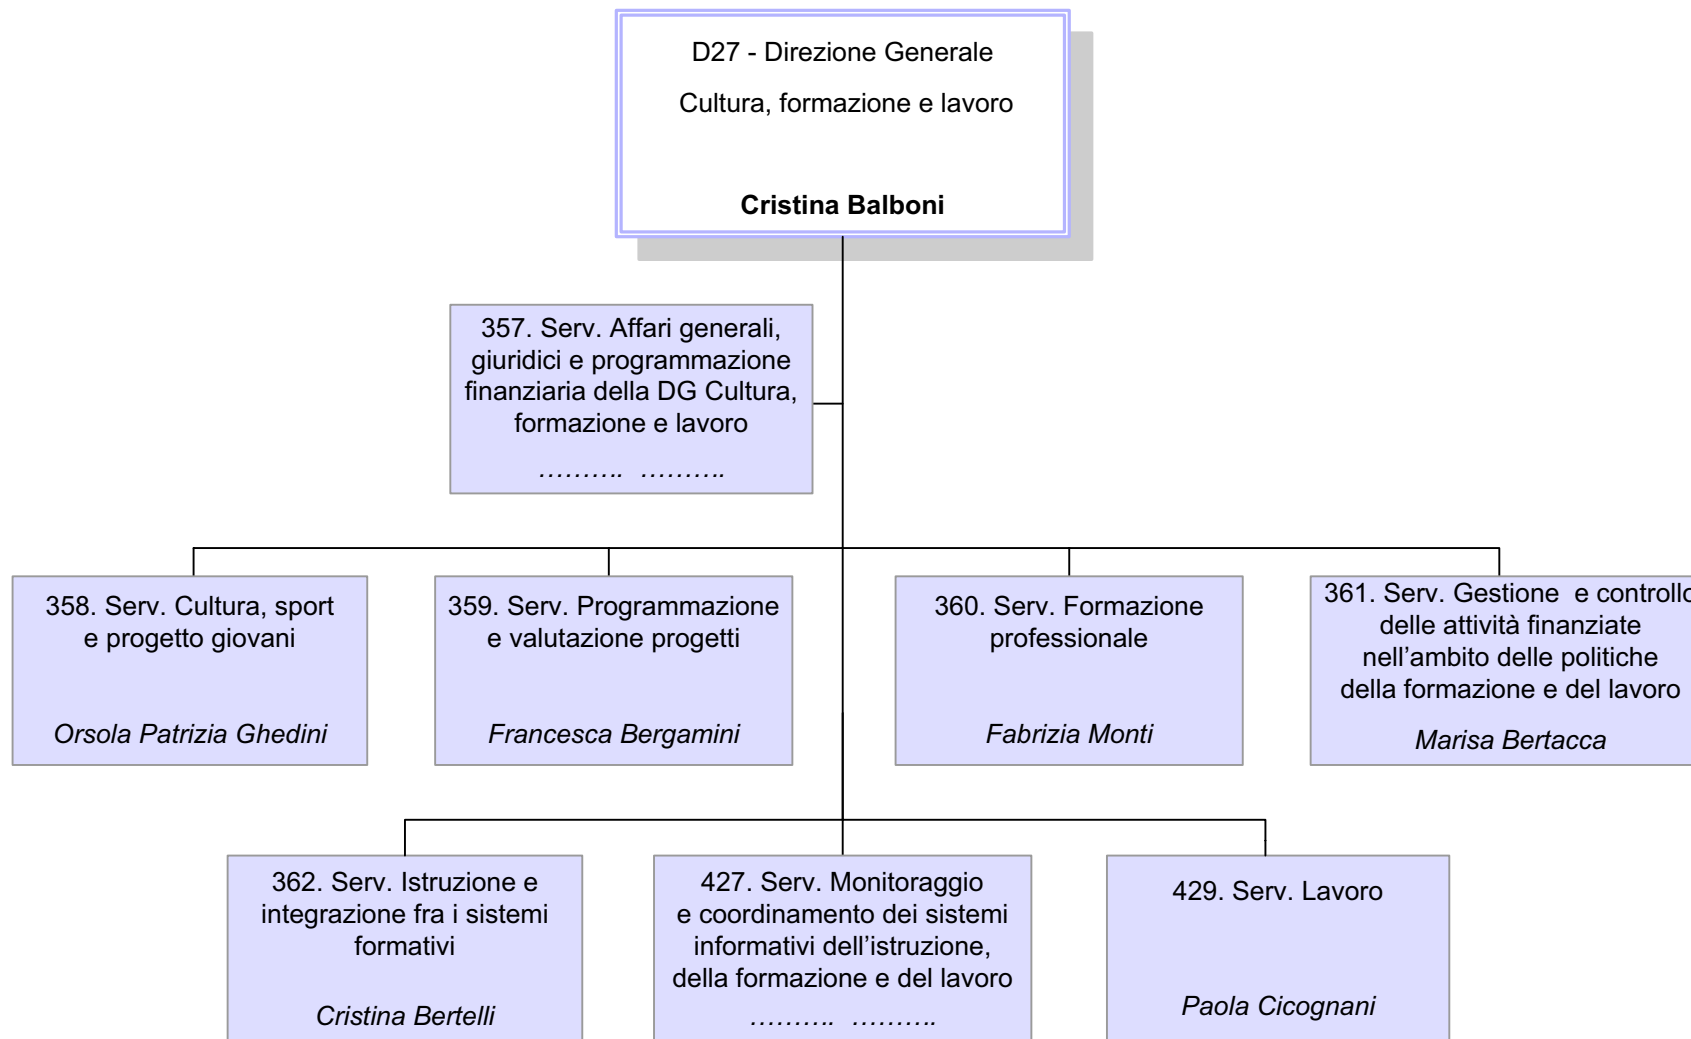 D27 - Direzione Generale
Cultura, formazione e lavoro
Cristina Balboni
357. Serv. Affari generali,
giuridici e programmazione
finanziaria della DG Cultura,
formazione e lavoro
……….  ……….
358. Serv. Cultura, sport
e progetto giovani
Orsola Patrizia Ghedini
359. Serv. Programmazione
e valutazione progetti
Francesca Bergamini
360. Serv. Formazione
professionale
Fabrizia Monti
361. Serv. Gestione  e controllo
delle attività finanziate
nell’ambito delle politiche
della formazione e del lavoro
Marisa Bertacca
362. Serv. Istruzione e
integrazione fra i sistemi
formativi
Cristina Bertelli
427. Serv. Monitoraggio
e coordinamento dei sistemi
informativi dell’istruzione,
della formazione e del lavoro
……….  ……….
429. Serv. Lavoro
Paola Cicognani